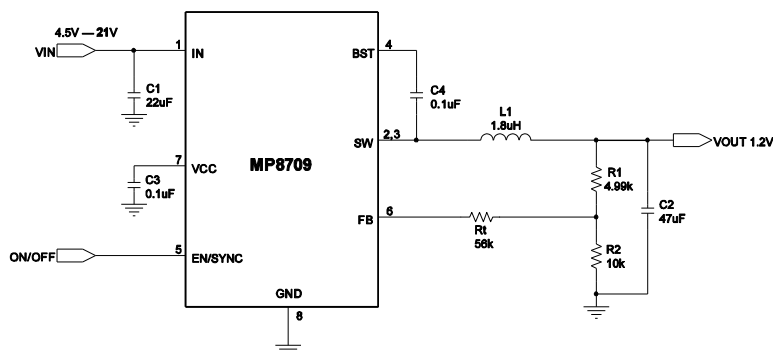 4.5V — 21V
VIN
1
IN
C1
22uF
BST
4
C4
0.1uF
L1
1.8uH
SW
2,3
VOUT 1.2V
7
VCC
C3
0.1uF
MP8709
R1
4.99k
C2
47uF
FB
6
Rt
56k
R2
10k
ON/OFF
5
EN/SYNC
GND
8